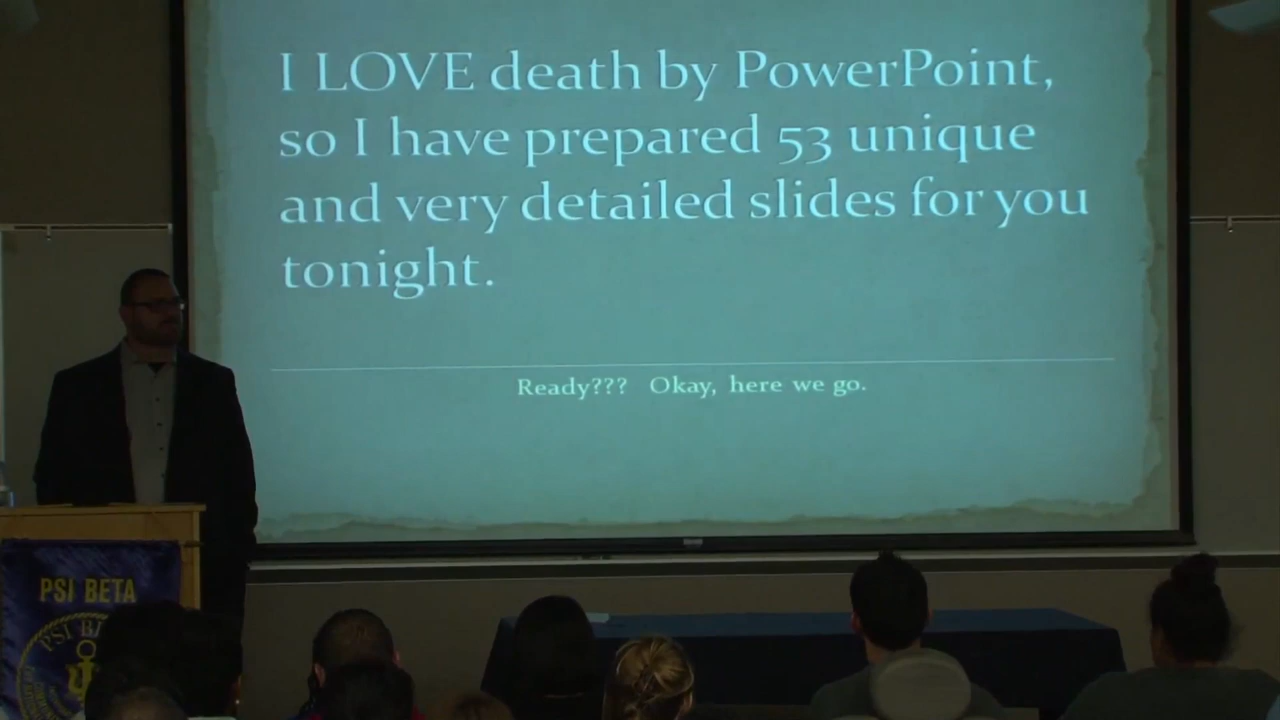 I LOVE death by PowerPoint,
so I have prepared 53 unique
and very detailed slides for you
tonight.
Ready??? Okay, here we go.
PSI BETA